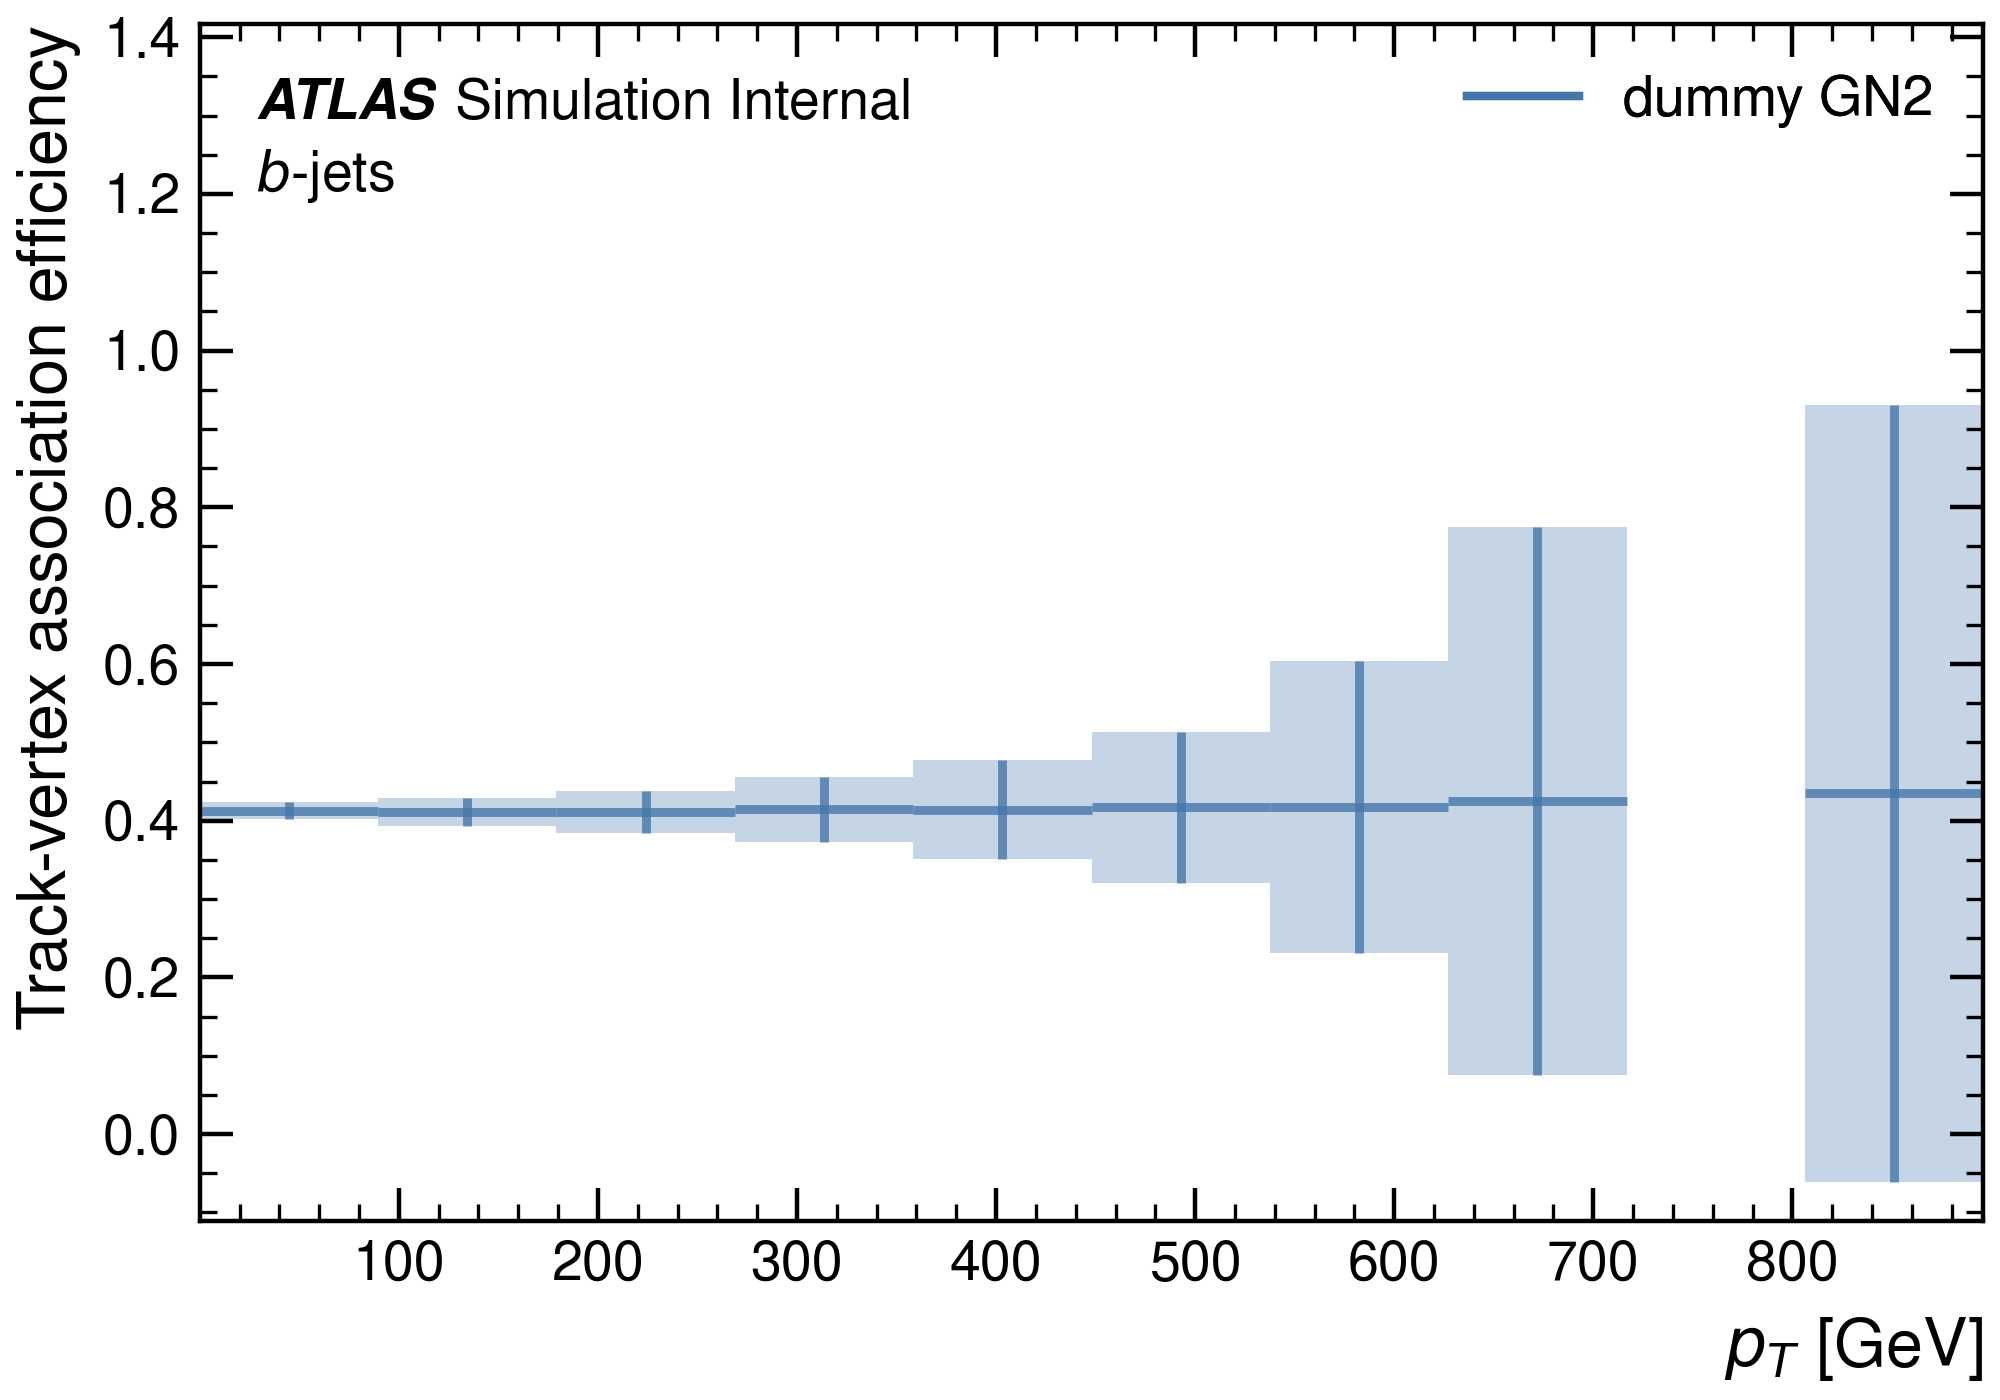 ATLAS Simulation Internal
b-jets
dummy GN2
Track-vertex association efficiency
1.4
1.2
1.0
0.8
0.6
0.4
0.2
0.0
100 200 300 400 500 600 700 800
p_T [GeV]